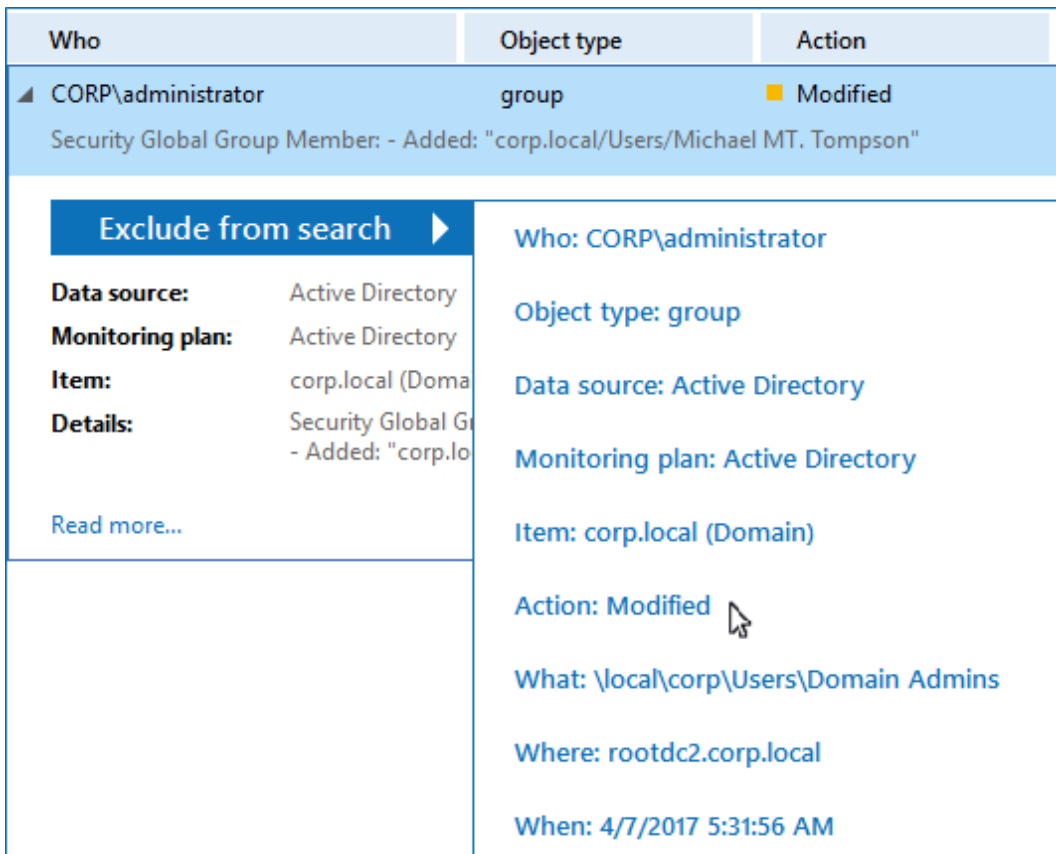 Who Object type Action
CORP\administrator group Modified
Security Global Group Member: - Added: "corp.local/Users/Michael MT. Tompson"
Exclude from search
Data source: Active Directory
Monitoring plan: Active Directory
Item: corp.local (Doma
Details: Security Global Gr
- Added: "corp.lo
Read more...
Who: CORP\administrator
Object type: group
Data source: Active Directory
Monitoring plan: Active Directory
Item: corp.local (Domain)
Action: Modified
What: \local\corp\Users\Domain Admins
Where: rootdc2.corp.local
When: 4/7/2017 5:31:56 AM